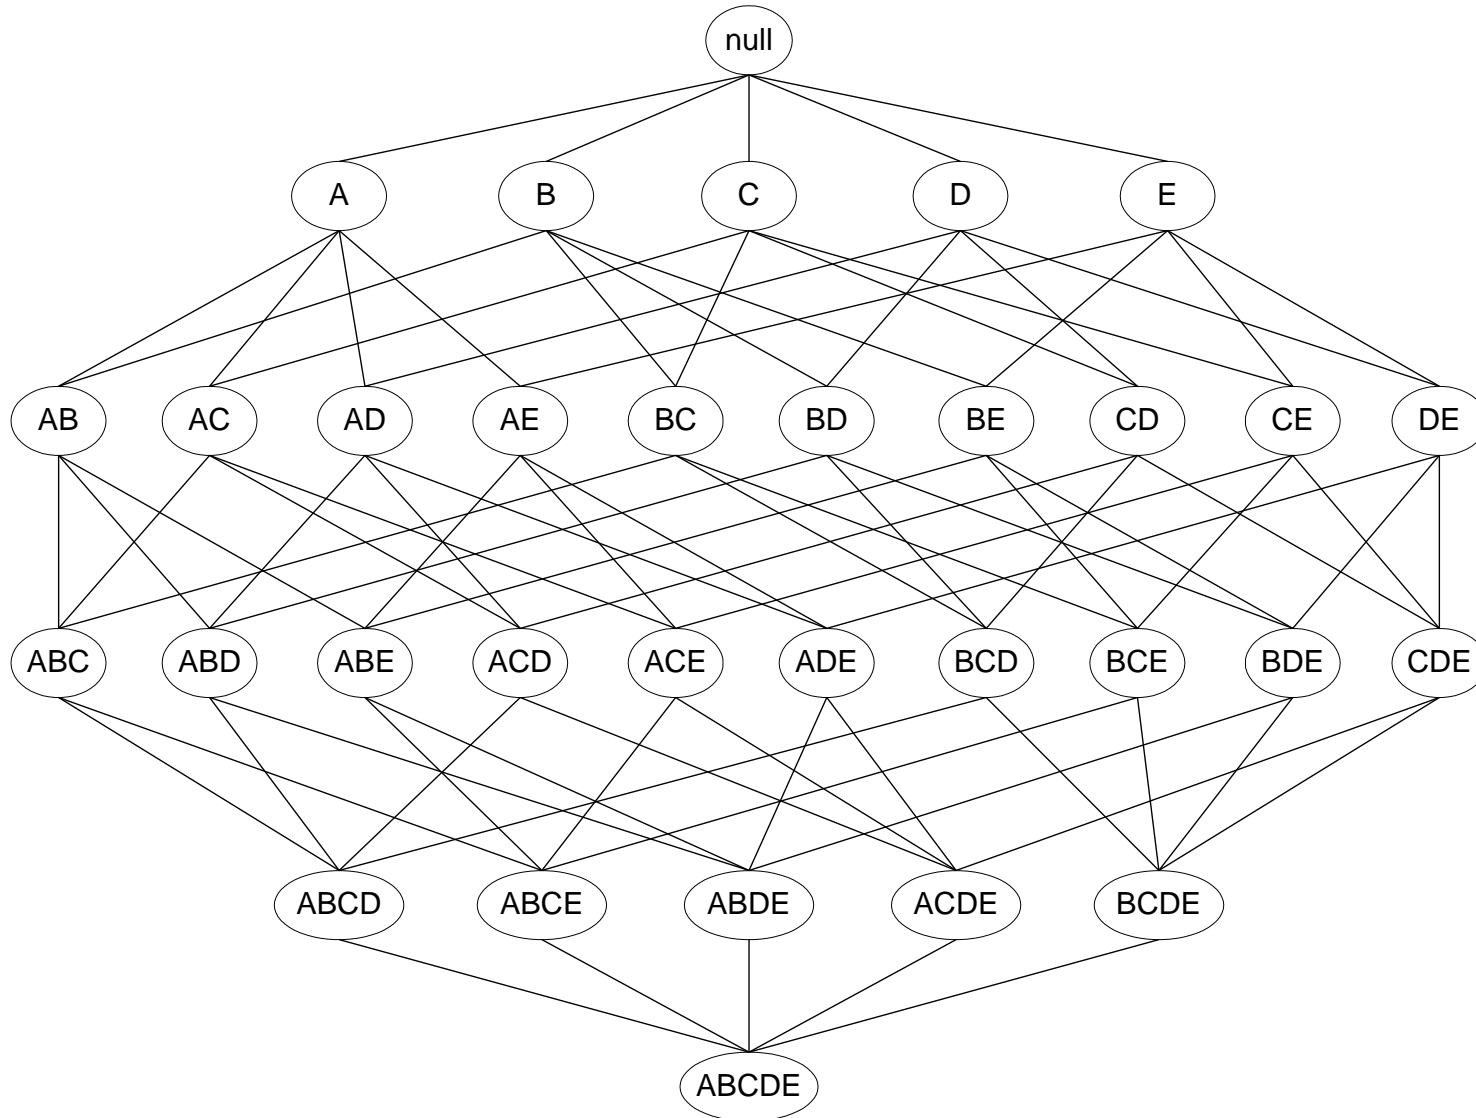 null
A B C D E
AB AC AD AE BC BD BE CD CE DE
ABC ABD ABE ACD ACE ADE BCD BCE BDE CDE
ABCD ABCE ABDE ACDE BCDE
ABCDE